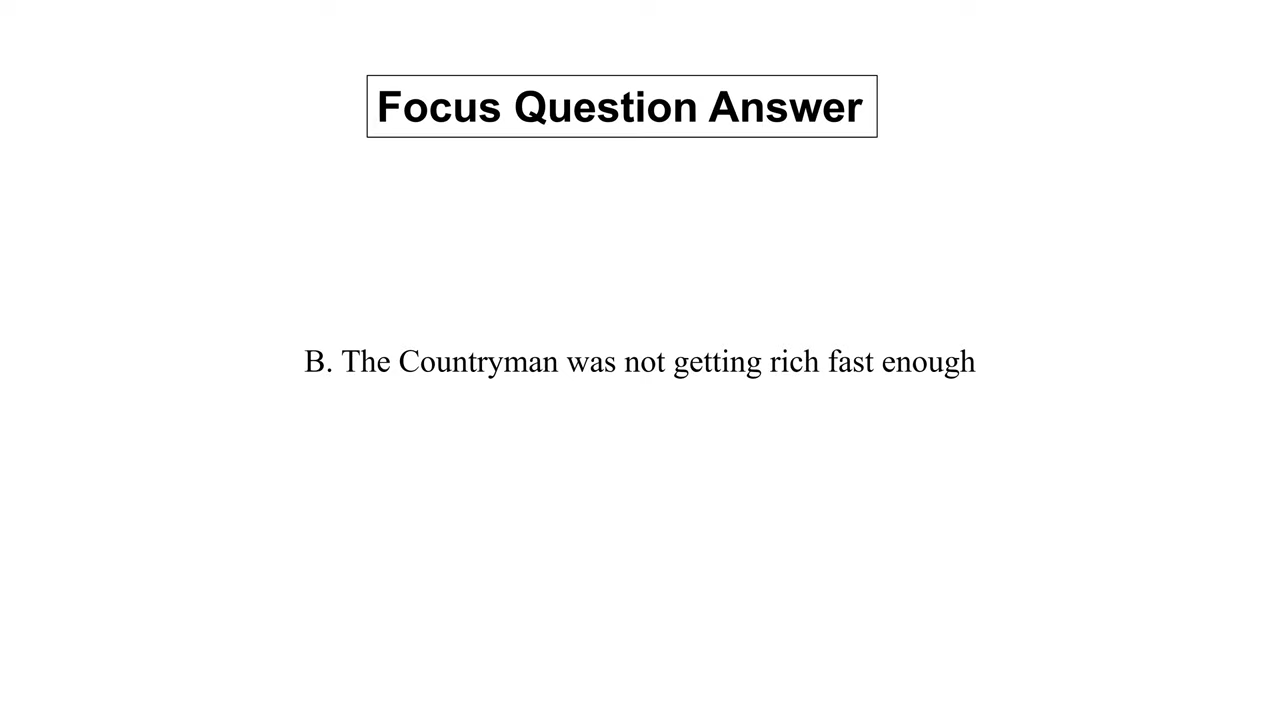 Focus Question Answer
B. The Countryman was not getting rich fast enough